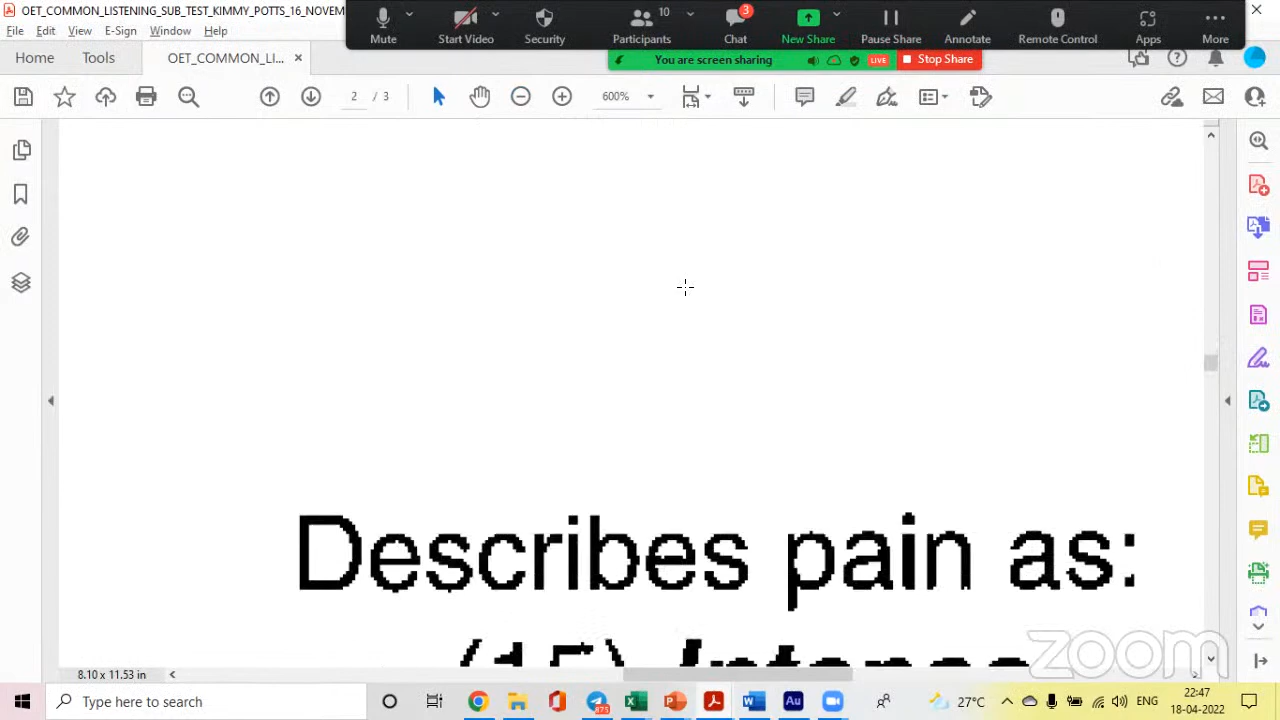 OET_COMMON_LISTENING_SUB_TEST_KIMMY_POTTS_16_NOVEM
File Edit View E-Sign Window Help
Mute Start Video Security Participants 10 Chat 3 New Share Pause Share Annotate Remote Control Apps More
You are screen sharing LIVE Stop Share
Home Tools OET_COMMON_LI... ×
2 / 3 600%
Describes pain as:
(15) Intense
zoom
8.10 x 11.53 in
Type here to search
675
27°C ENG 22:47
18-04-2022